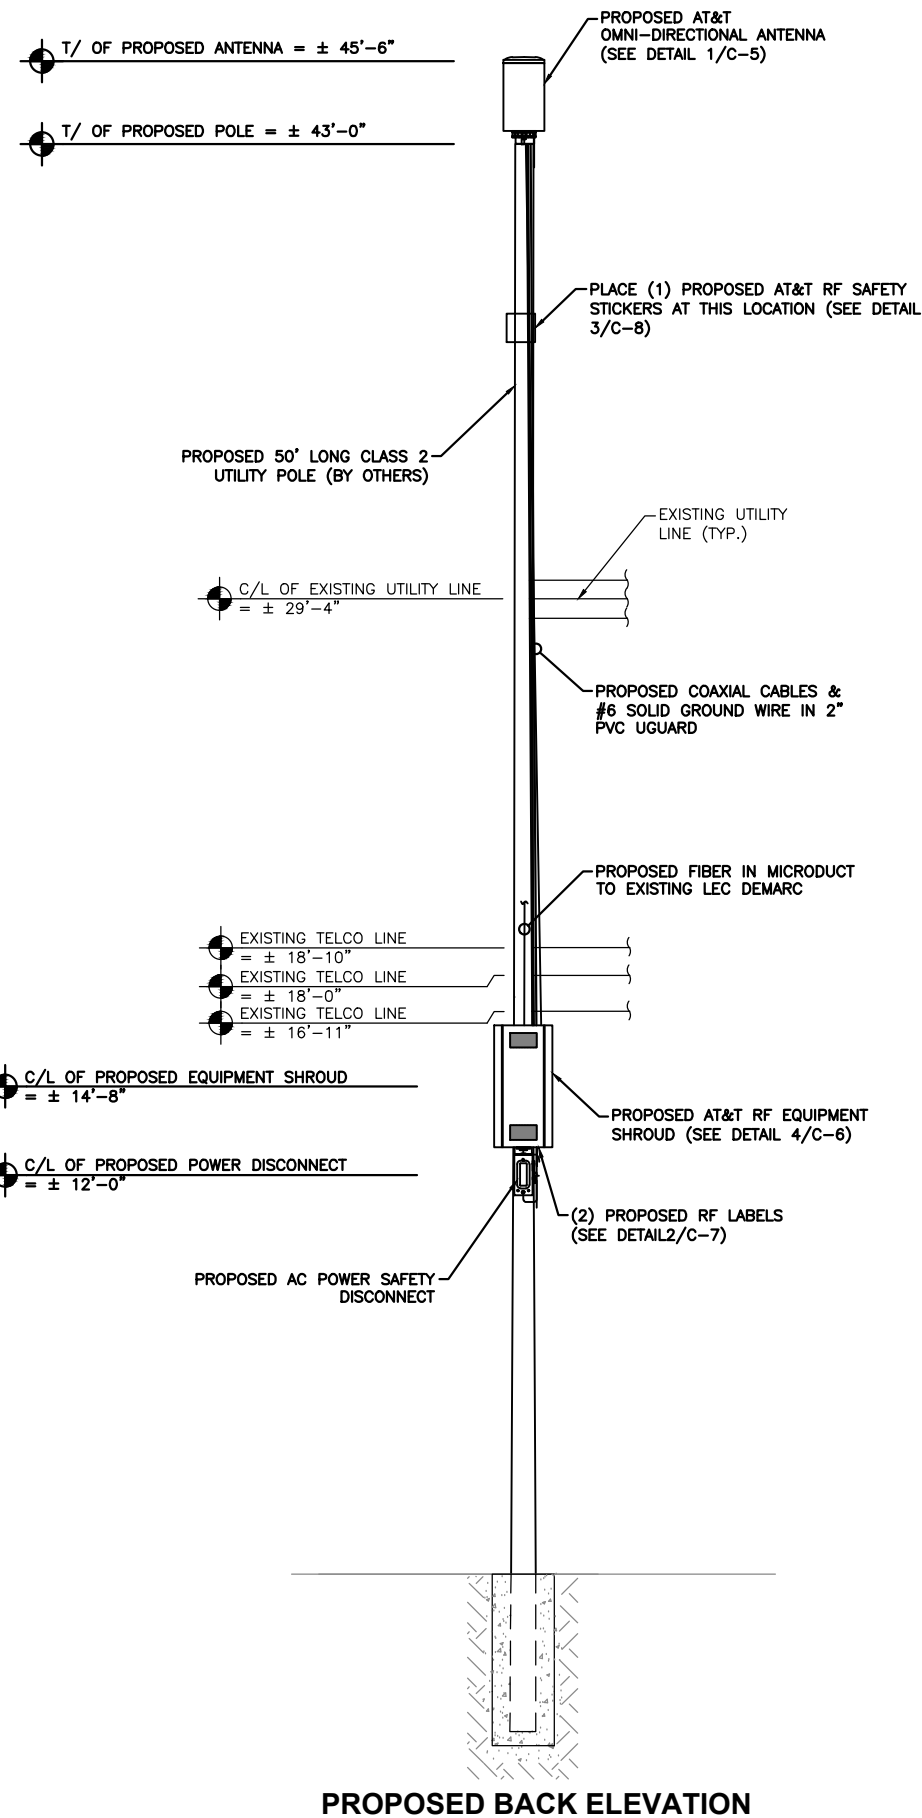 PROPOSED AT&T
OMNI-DIRECTIONAL ANTENNA
(SEE DETAIL 1/C-5)
T/ OF PROPOSED ANTENNA = ± 45'-6"
T/ OF PROPOSED POLE = ± 43'-0"
PLACE (1) PROPOSED AT&T RF SAFETY
STICKERS AT THIS LOCATION (SEE DETAIL
3/C-8)
PROPOSED 50' LONG CLASS 2
UTILITY POLE (BY OTHERS)
EXISTING UTILITY
LINE (TYP.)
C/L OF EXISTING UTILITY LINE
= ± 29'-4"
PROPOSED COAXIAL CABLES &
#6 SOLID GROUND WIRE IN 2"
PVC UGUARD
PROPOSED FIBER IN MICRODUCT
TO EXISTING LEC DEMARC
EXISTING TELCO LINE
= ± 18'-10"
EXISTING TELCO LINE
= ± 18'-0"
EXISTING TELCO LINE
= ± 16'-11"
C/L OF PROPOSED EQUIPMENT SHROUD
= ± 14'-8"
PROPOSED AT&T RF EQUIPMENT
SHROUD (SEE DETAIL 4/C-6)
C/L OF PROPOSED POWER DISCONNECT
= ± 12'-0"
(2) PROPOSED RF LABELS
(SEE DETAIL2/C-7)
PROPOSED AC POWER SAFETY
DISCONNECT
PROPOSED BACK ELEVATION